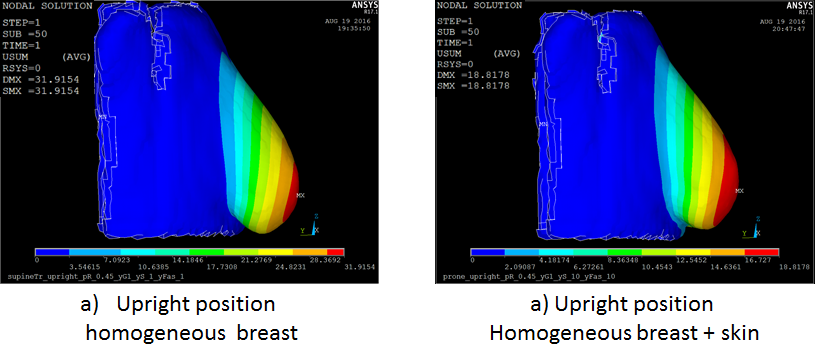 NODAL SOLUTION
ANSYS
R17.1
STEP=1
AUG 19 2016
SUB =50
19:35:50
TIME=1
USUM (AVG)
RSYS=0
DMX =31.9154
SMX =31.9154
MN
MX
Z
Y X
0 7.0923 14.1846 21.2769 28.3692
3.54615 10.6385 17.7308 24.8231 31.9154
supineTr_upright_pR_0.45_yG1_yS_1_yFas_1
a) Upright position
homogeneous breast
NODAL SOLUTION
ANSYS
R17.1
STEP=1
AUG 19 2016
SUB =50
20:47:47
TIME=1
USUM (AVG)
RSYS=0
DMX =18.8178
SMX =18.8178
MN
MX
Z
Y X
0 4.18174 8.36348 12.5452 16.727
2.09087 6.27261 10.4543 14.6361 18.8178
prone_upright_pR_0.45_yG1_yS_10_yFas_10
a) Upright position
Homogeneous breast + skin